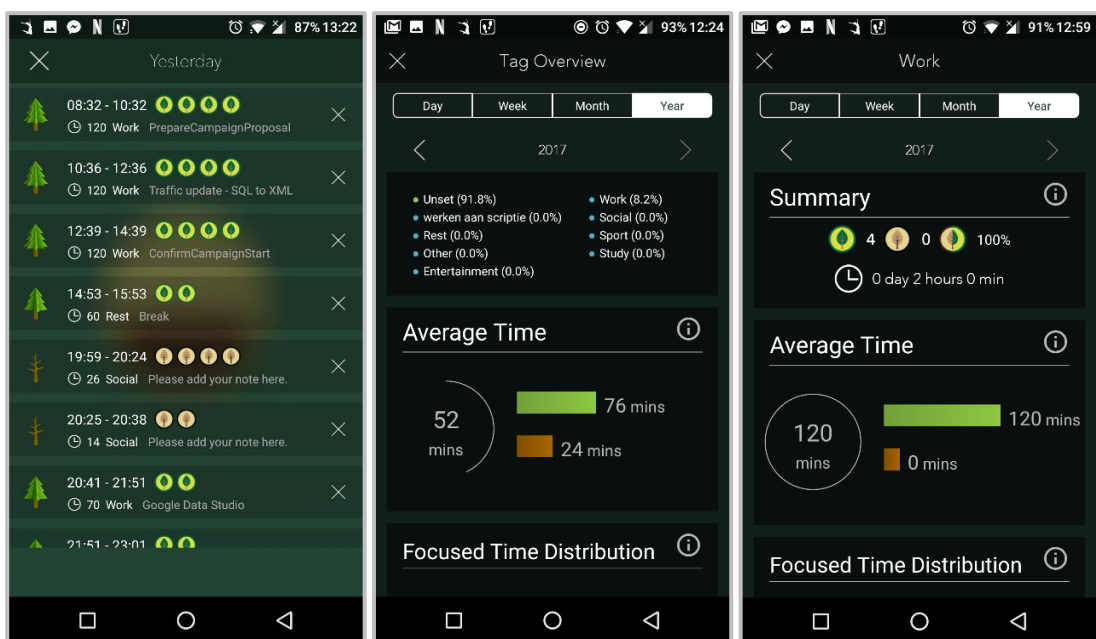 87% 13:22
Yesterday
08:32 - 10:32
120 Work PrepareCampaignProposal
10:36 - 12:36
120 Work Traffic update - SQL to XML
12:39 - 14:39
120 Work ConfirmCampaignStart
14:53 - 15:53
60 Rest Break
19:59 - 20:24
26 Social Please add your note here.
20:25 - 20:38
14 Social Please add your note here.
20:41 - 21:51
70 Work Google Data Studio
21:51 - 23:01
93% 12:24
Tag Overview
Day Week Month Year
2017
Unset (91.8%) Work (8.2%)
werken aan scriptie (0.0%) Social (0.0%)
Rest (0.0%) Sport (0.0%)
Other (0.0%) Study (0.0%)
Entertainment (0.0%)
Average Time
76 mins
52
mins
24 mins
Focused Time Distribution
91% 12:59
Work
Day Week Month Year
2017
Summary
4 0 100%
0 day 2 hours 0 min
Average Time
120 mins
120
mins
0 mins
Focused Time Distribution